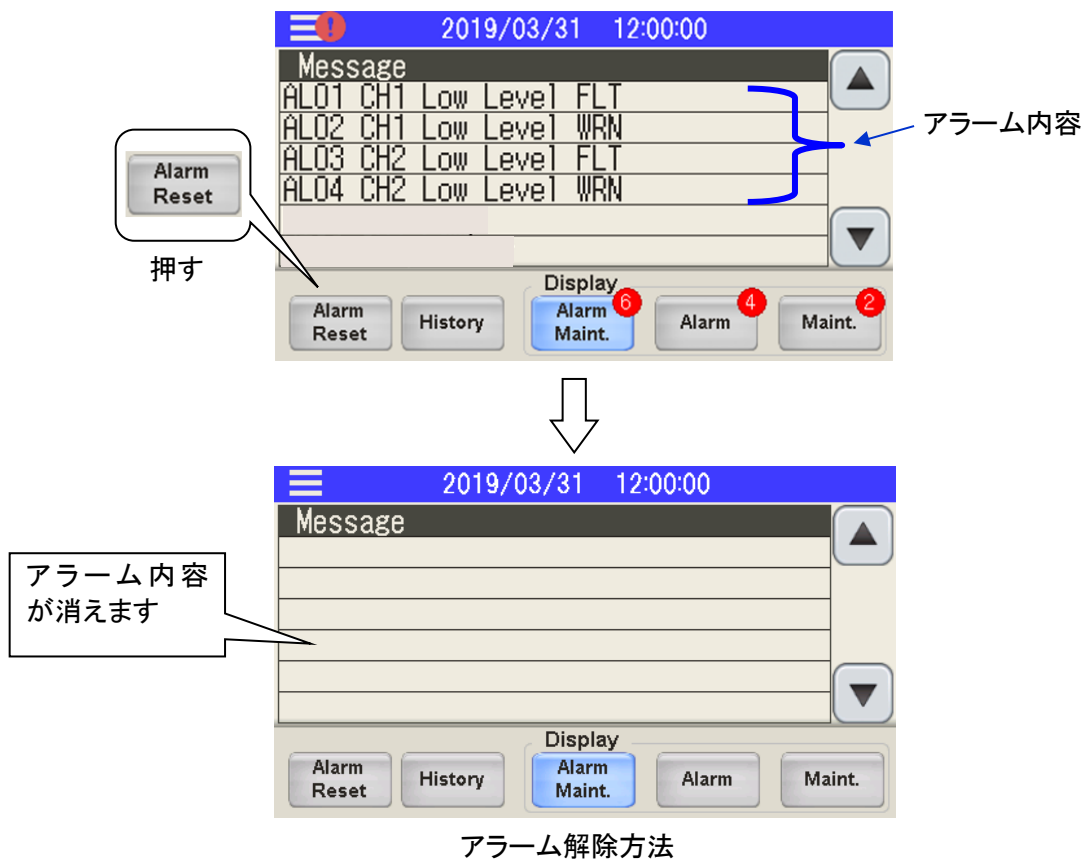 2019/03/31 12:00:00
Message
AL01 CH1 Low Level FLT
AL02 CH1 Low Level WRN
AL03 CH2 Low Level FLT
AL04 CH2 Low Level WRN
アラーム内容
Alarm
Reset
押す
Display
Alarm
Reset
History
Alarm
Maint.
6
Alarm
4
Maint.
2
2019/03/31 12:00:00
Message
アラーム内容
が消えます
Display
Alarm
Reset
History
Alarm
Maint.
Alarm
Maint.
アラーム解除方法